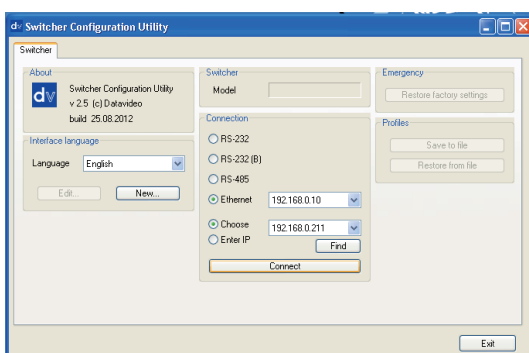 dv Switcher Configuration Utility
Switcher
About
dv
Switcher Configuration Utility
v 2.5 (c) Datavideo
build 25.08.2012
Interface language
Language English
Edit... New...
Switcher
Model
Connection
RS-232
RS-232 (B)
RS-485
Ethernet 192.168.0.10
Choose 192.168.0.211
Enter IP
Find
Connect
Emergency
Restore factory settings
Profiles
Save to file
Restore from file
Exit